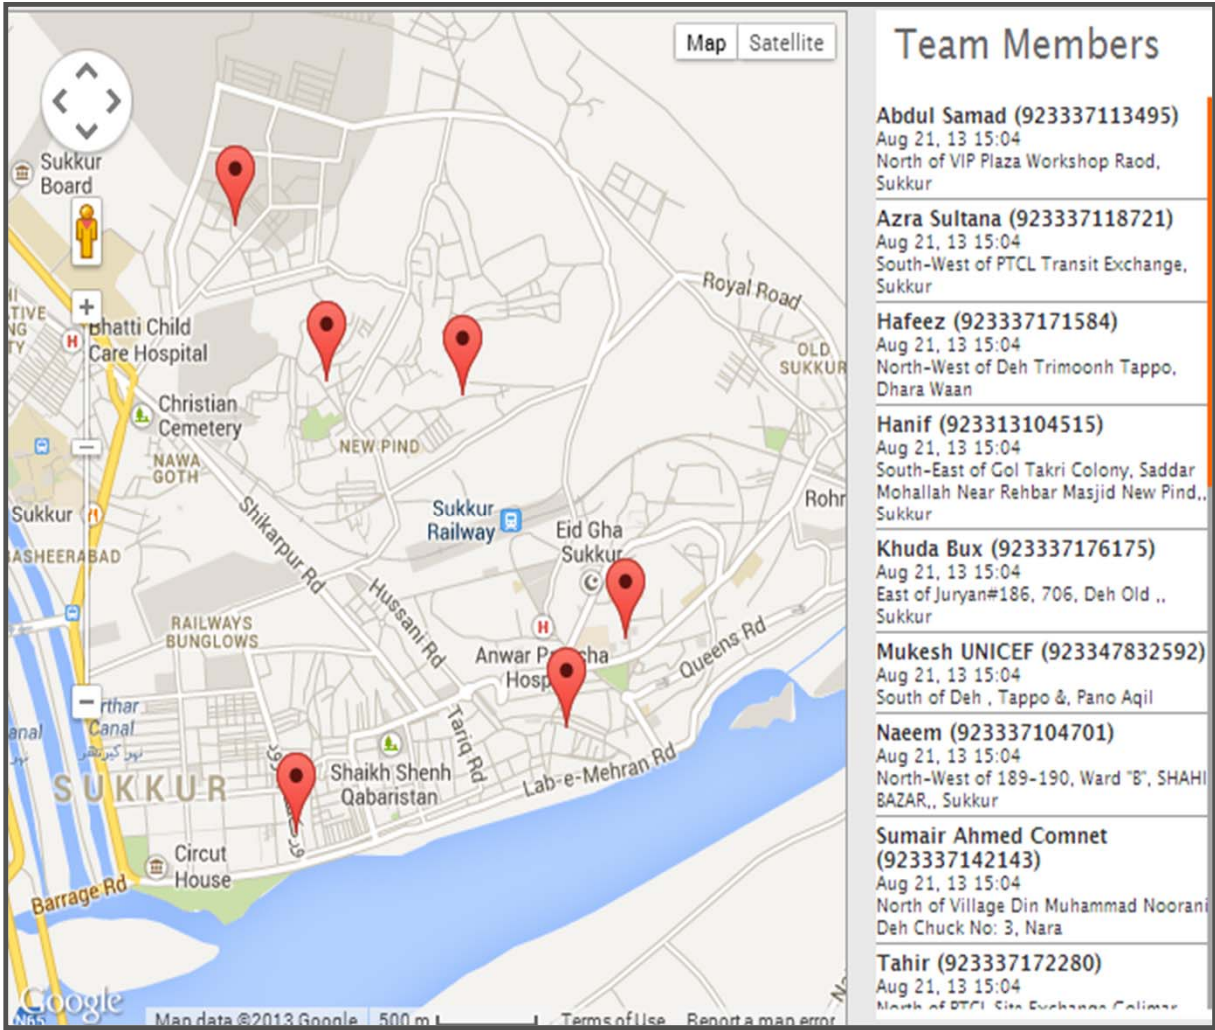 Map Satellite
Sukkur
Board
Bhatti Child
Care Hospital
Christian
Cemetery
NAWA
GOTH
NEW PIND
Royal Road
OLD
SUKKUR
Sukkur
Shikarpur Rd
Sukkur
Railway
Eid Gha
Sukkur
Hussani Rd
RAILWAYS
BUNGLOWS
Anwar
Queens Rd
Tariq Rd
Canal
نهر کیرتهر
SUKKUR
Shaikh Shenh
Qabaristan
Lab-e-Mehran Rd
Circut
House
Barrage Rd
Google
N65
Map data ©2013 Google 500 m Terms of Use Report a map error
Team Members
Abdul Samad (923337113495)
Aug 21, 13 15:04
North of VIP Plaza Workshop Raod,
Sukkur
Azra Sultana (923337118721)
Aug 21, 13 15:04
South-West of PTCL Transit Exchange,
Sukkur
Hafeez (923337171584)
Aug 21, 13 15:04
North-West of Deh Trimoonh Tappo,
Dhara Waan
Hanif (923313104515)
Aug 21, 13 15:04
South-East of Gol Takri Colony, Saddar
Mohallah Near Rehbar Masjid New Pind,,
Sukkur
Khuda Bux (923337176175)
Aug 21, 13 15:04
East of Juryan#186, 706, Deh Old ,,
Sukkur
Mukesh UNICEF (923347832592)
Aug 21, 13 15:04
South of Deh , Tappo &, Pano Aqil
Naeem (923337104701)
Aug 21, 13 15:04
North-West of 189-190, Ward "B", SHAHI
BAZAR,, Sukkur
Sumair Ahmed Comnet
(923337142143)
Aug 21, 13 15:04
North of Village Din Muhammad Noorani
Deh Chuck No: 3, Nara
Tahir (923337172280)
Aug 21, 13 15:04
North of PTCL Site Exchange Golimar